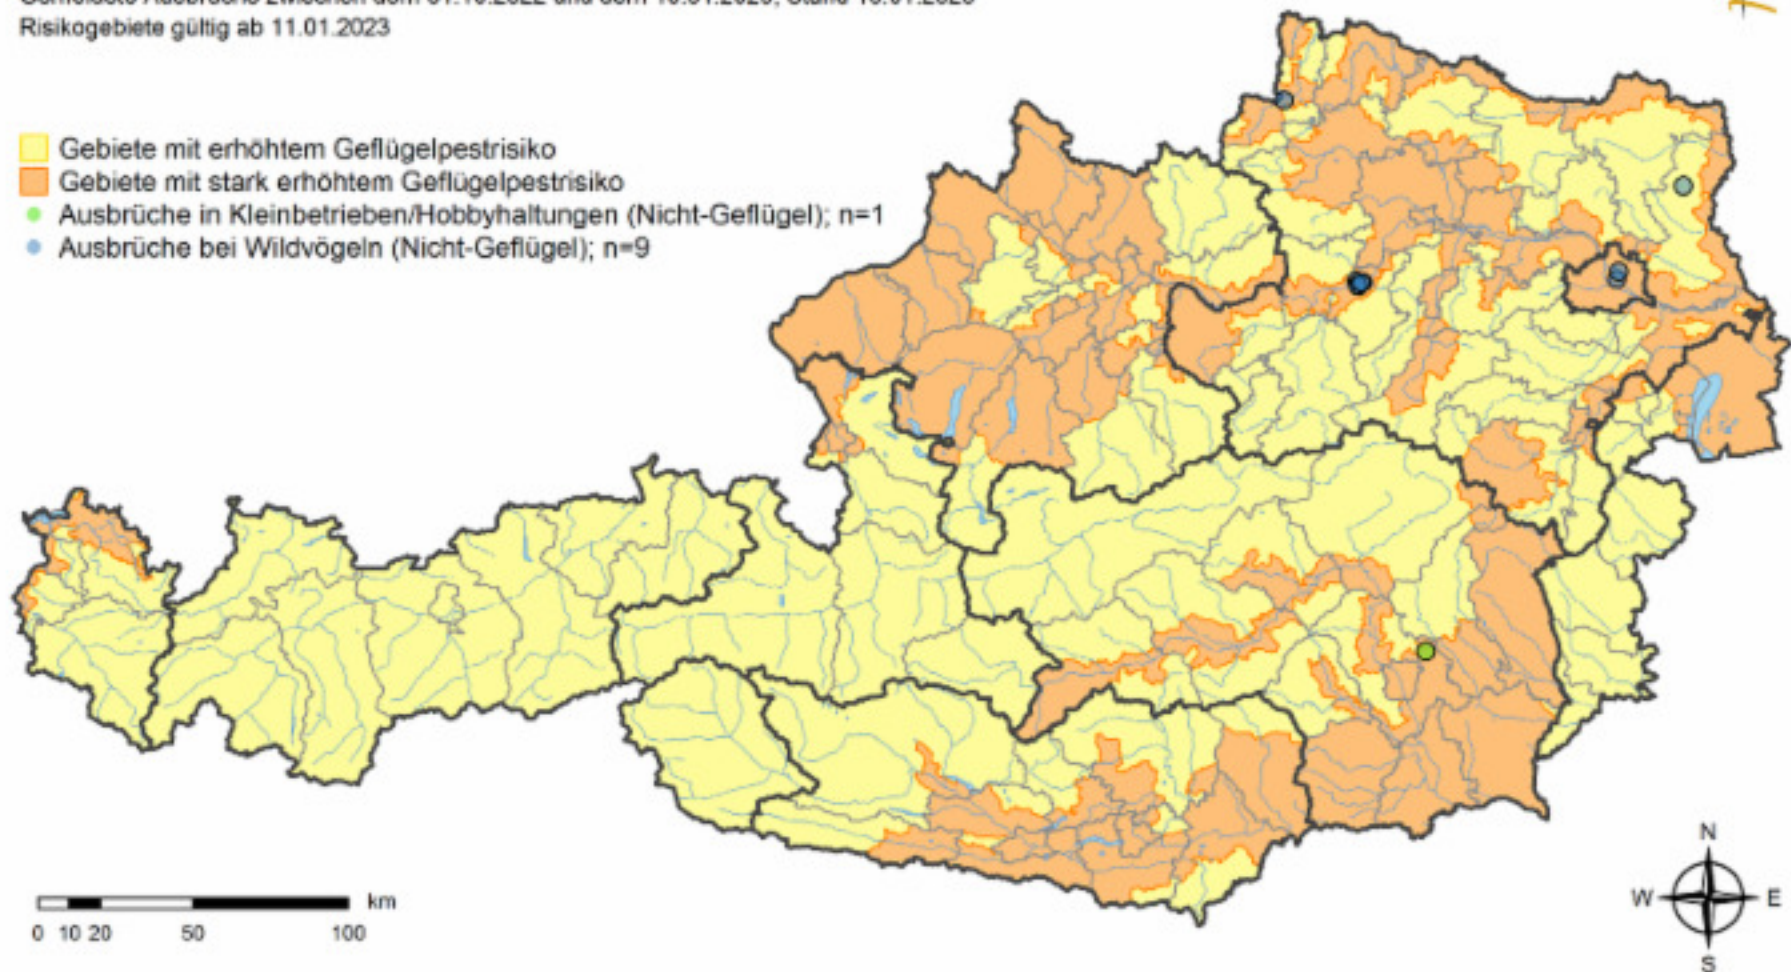 Risikogebiete gültig ab 11.01.2023
Gebiete mit erhöhtem Geflügelpestrisiko
Gebiete mit stark erhöhtem Geflügelpestrisiko
Ausbrüche in Kleinbetrieben/Hobbyhaltungen (Nicht-Geflügel); n=1
Ausbrüche bei Wildvögeln (Nicht-Geflügel); n=9
km
0 10 20 50 100
N
W E
S